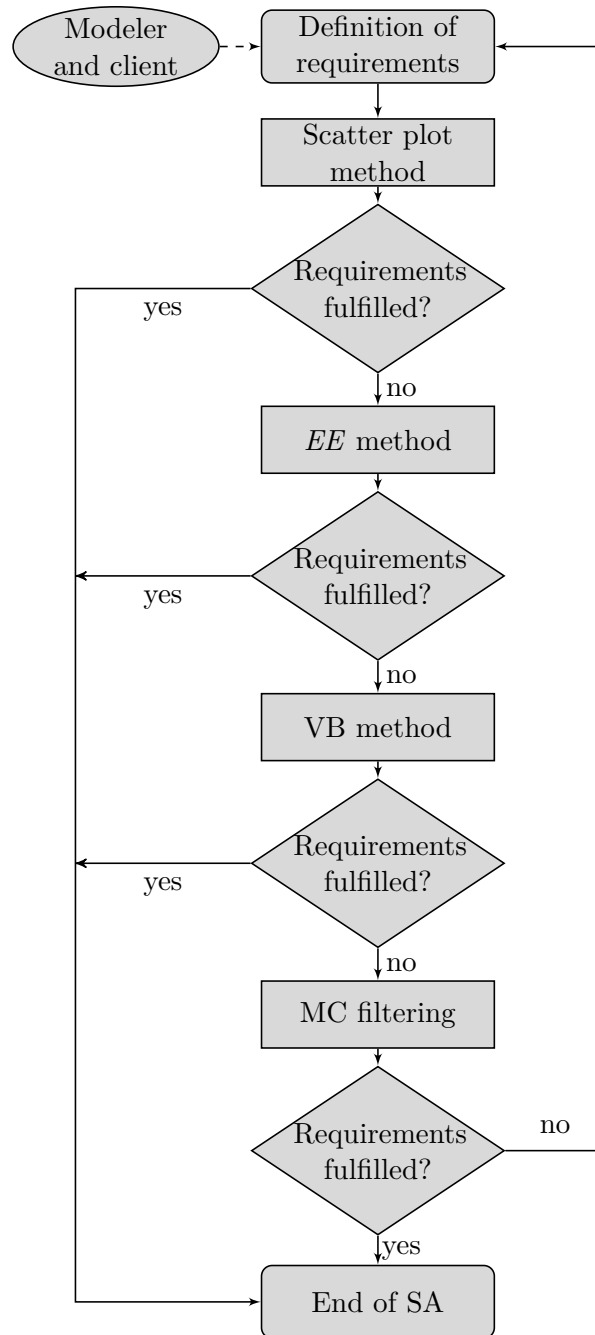 Modeler
and client
Definition of
requirements
Scatter plot
method
Requirements
fulfilled?
yes
no
EE method
Requirements
fulfilled?
yes
no
VB method
Requirements
fulfilled?
yes
no
MC filtering
Requirements
fulfilled?
no
yes
End of SA